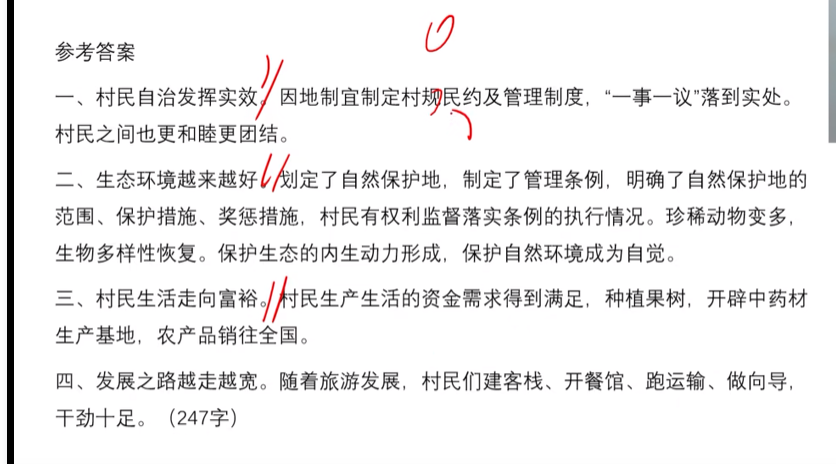 参考答案
一、村民自治发挥实效。因地制宜制定村规民约及管理制度，“一事一议”落到实处。
村民之间也更和睦更团结。
二、生态环境越来越好。划定了自然保护地，制定了管理条例，明确了自然保护地的
范围、保护措施、奖惩措施，村民有权利监督落实条例的执行情况。珍稀动物变多，
生物多样性恢复。保护生态的内生动力形成，保护自然环境成为自觉。
三、村民生活走向富裕。村民生产生活的资金需求得到满足，种植果树，开辟中药材
生产基地，农产品销往全国。
四、发展之路越走越宽。随着旅游发展，村民们建客栈、开餐馆、跑运输、做向导，
干劲十足。（247字）